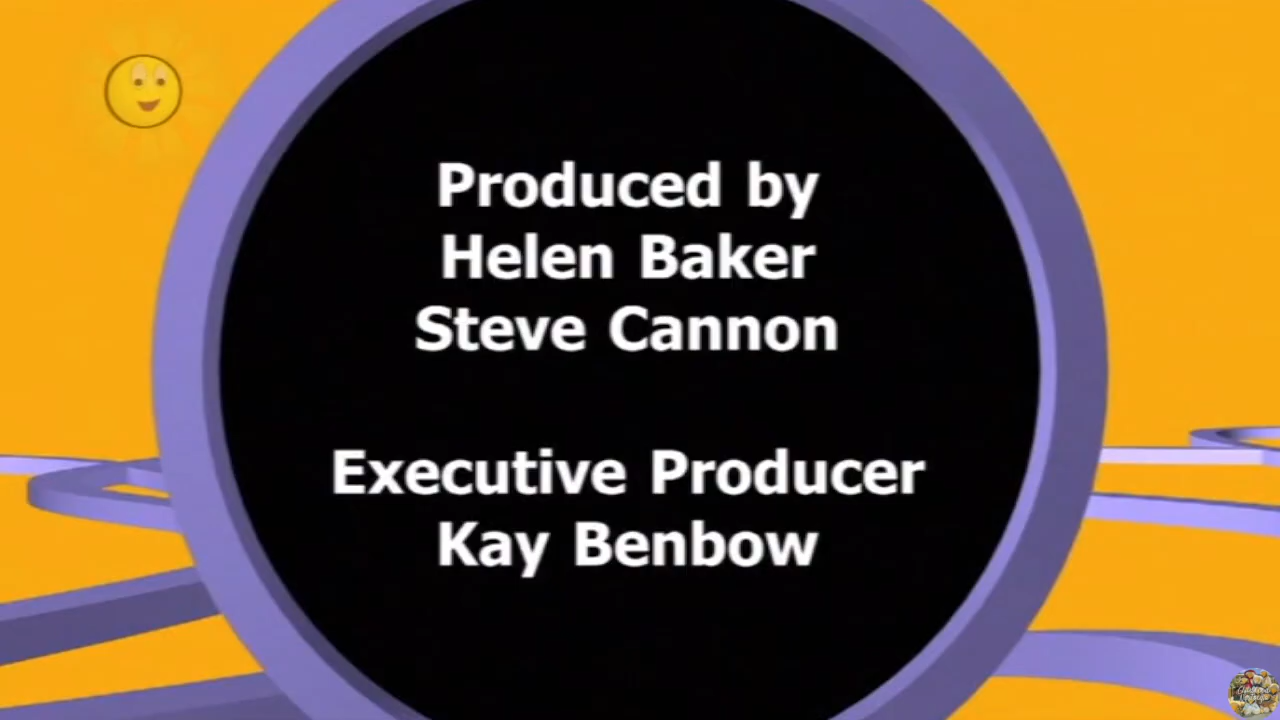 Produced by
Helen Baker
Steve Cannon
Executive Producer
Kay Benbow